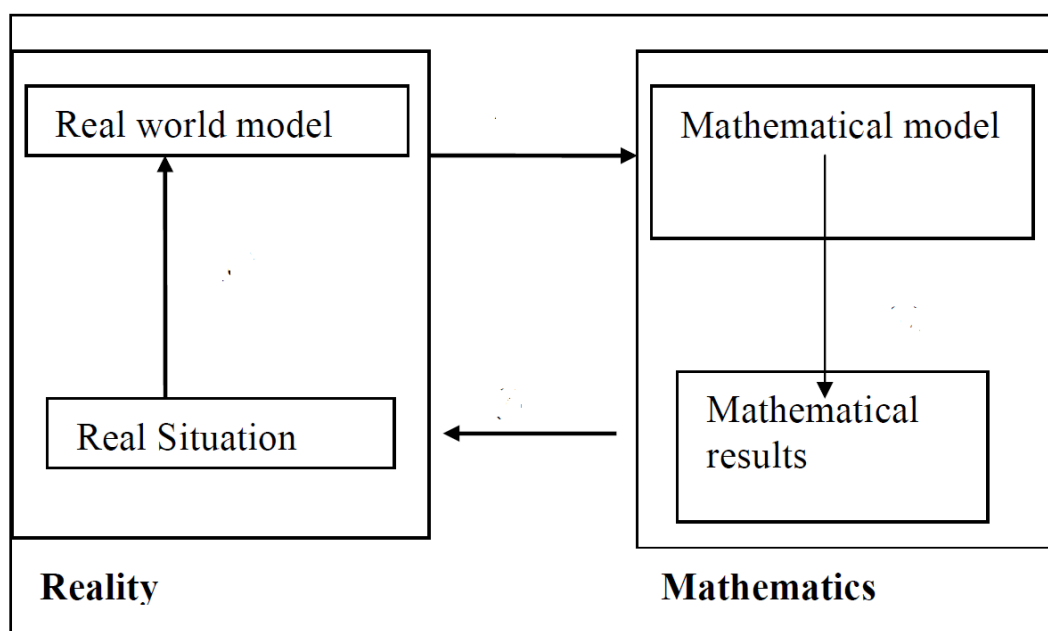 Real world model
Mathematical model
Real Situation
Mathematical
results
Reality
Mathematics